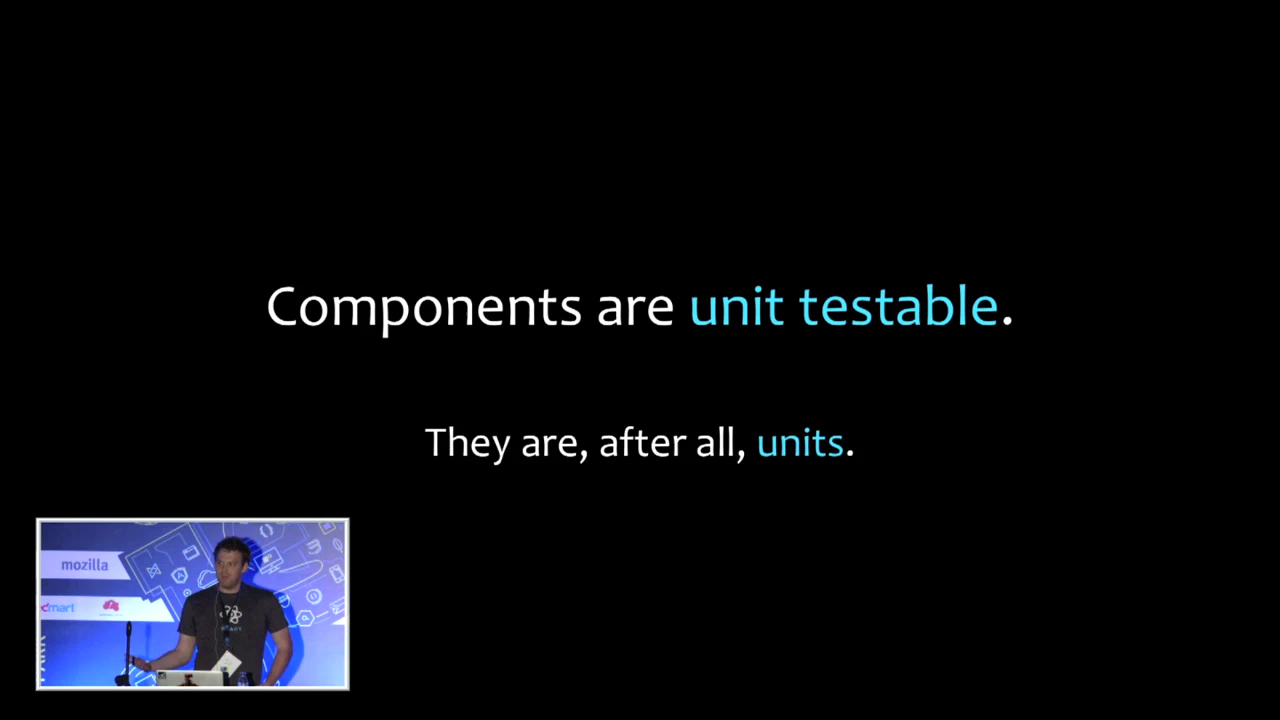 Components are unit testable.
They are, after all, units.
mozilla